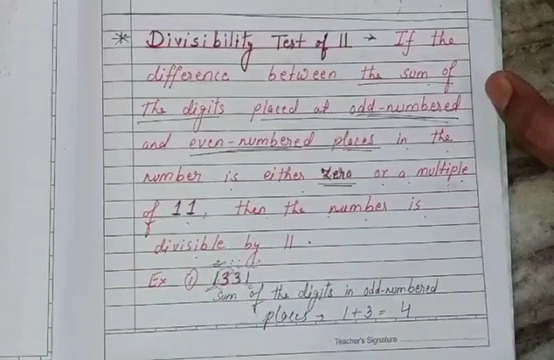 * Divisibility Test of 11 → If the
difference between the sum of
the digits placed at odd-numbered
and even-numbered places in the
number is either zero or a multiple
of 11, then the number is
divisible by 11.
Ex ① 1331
Sum of the digits in odd-numbered
places → 1+3 = 4
Teacher's Signature